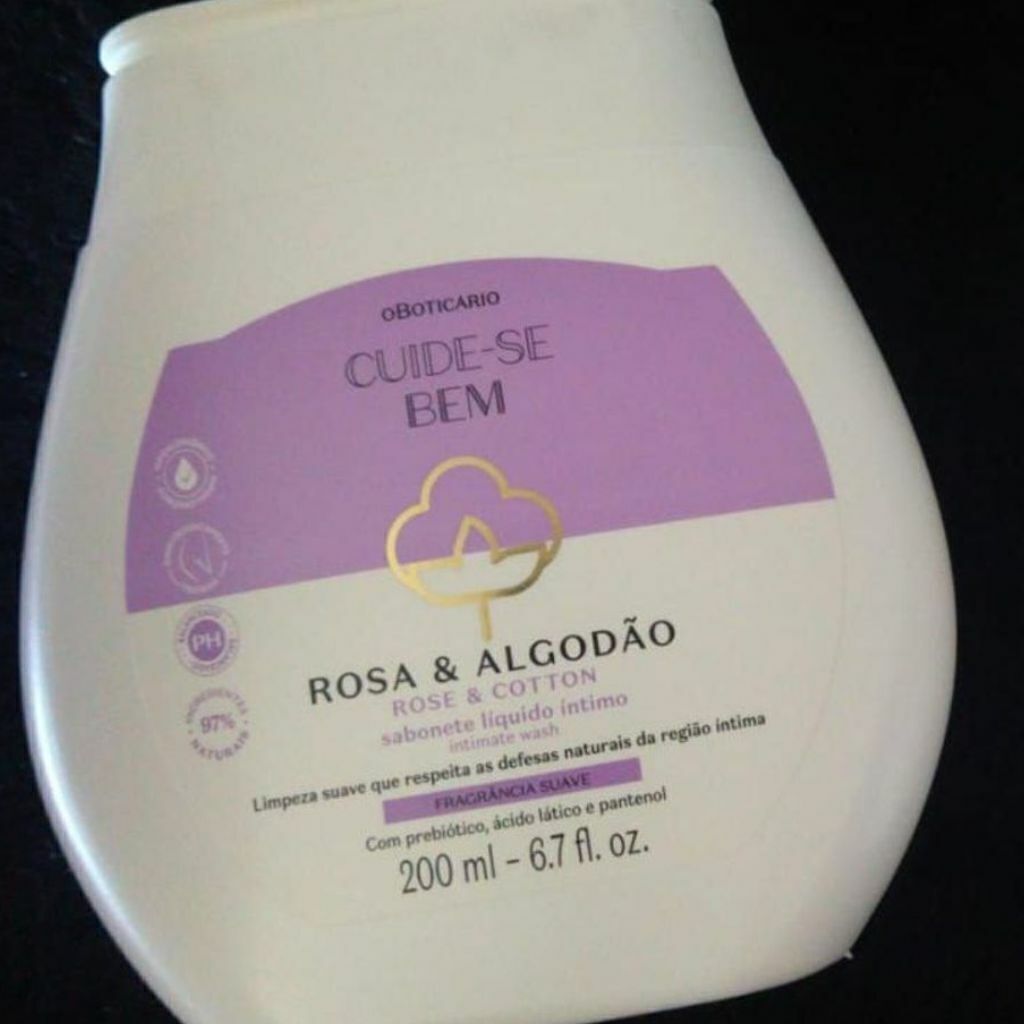 oBOTICÁRIO
CUIDE-SE
BEM
PH
INGREDIENTES
97%
NATURAIS
ROSA & ALGODÃO
ROSE & COTTON
sabonete líquido íntimo
intimate wash
Limpeza suave que respeita as defesas naturais da região íntima
FRAGRÂNCIA SUAVE
Com prebiótico, ácido lático e pantenol
200 ml – 6.7 fl. oz.